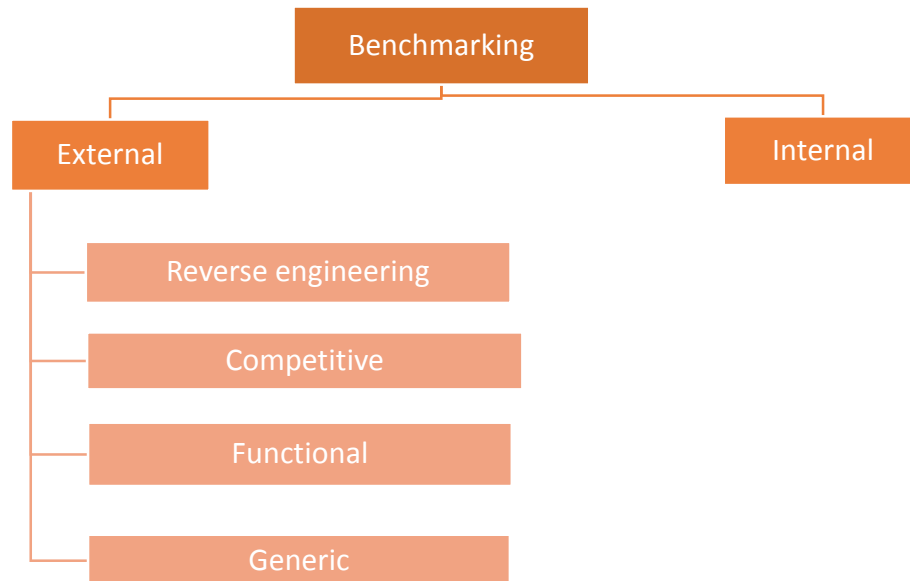 Benchmarking
External
Internal
Reverse engineering
Competitive
Functional
Generic